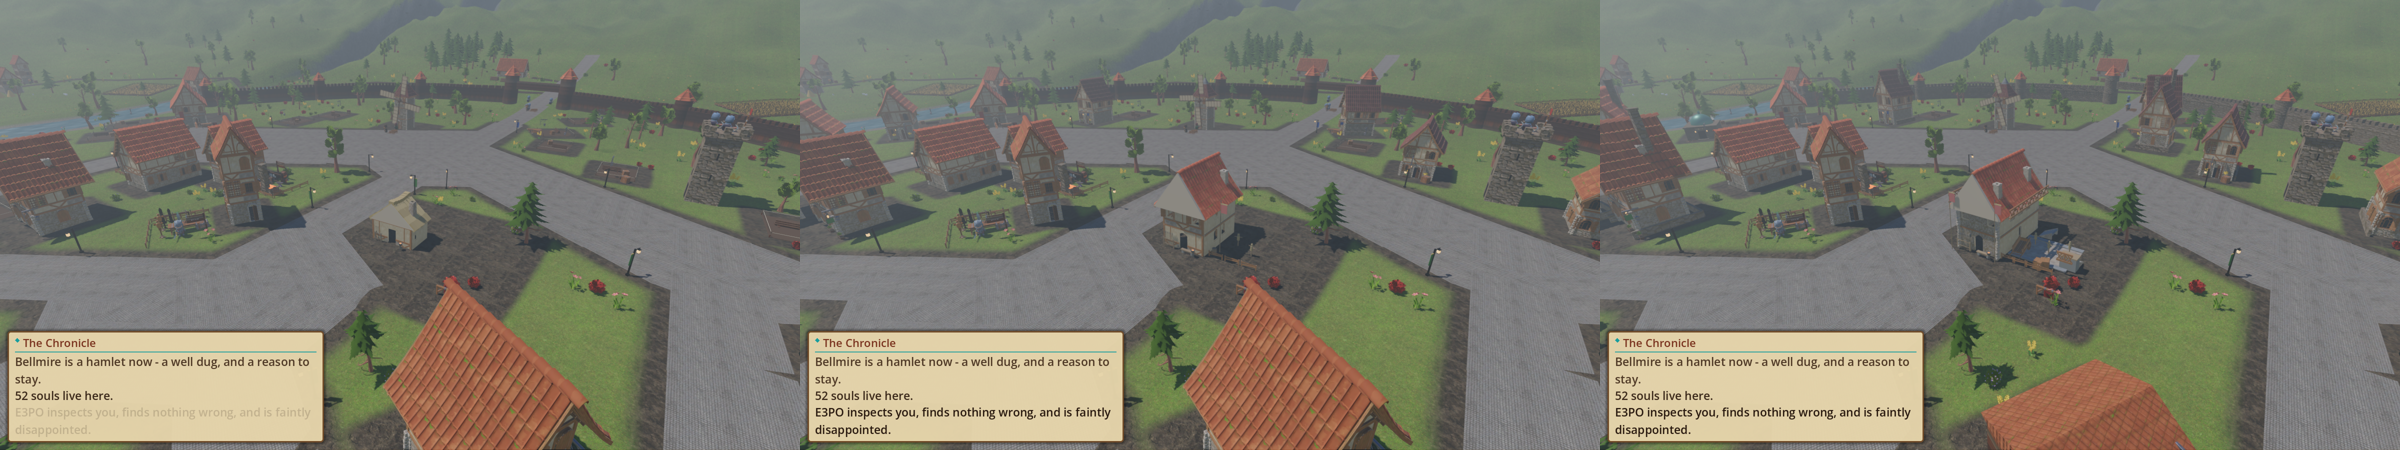 The Chronicle
Bellmire is a hamlet now - a well dug, and a reason to
stay.
52 souls live here.
E3PO inspects you, finds nothing wrong, and is faintly
disappointed.
The Chronicle
Bellmire is a hamlet now - a well dug, and a reason to
stay.
52 souls live here.
E3PO inspects you, finds nothing wrong, and is faintly
disappointed.
The Chronicle
Bellmire is a hamlet now - a well dug, and a reason to
stay.
52 souls live here.
E3PO inspects you, finds nothing wrong, and is faintly
disappointed.